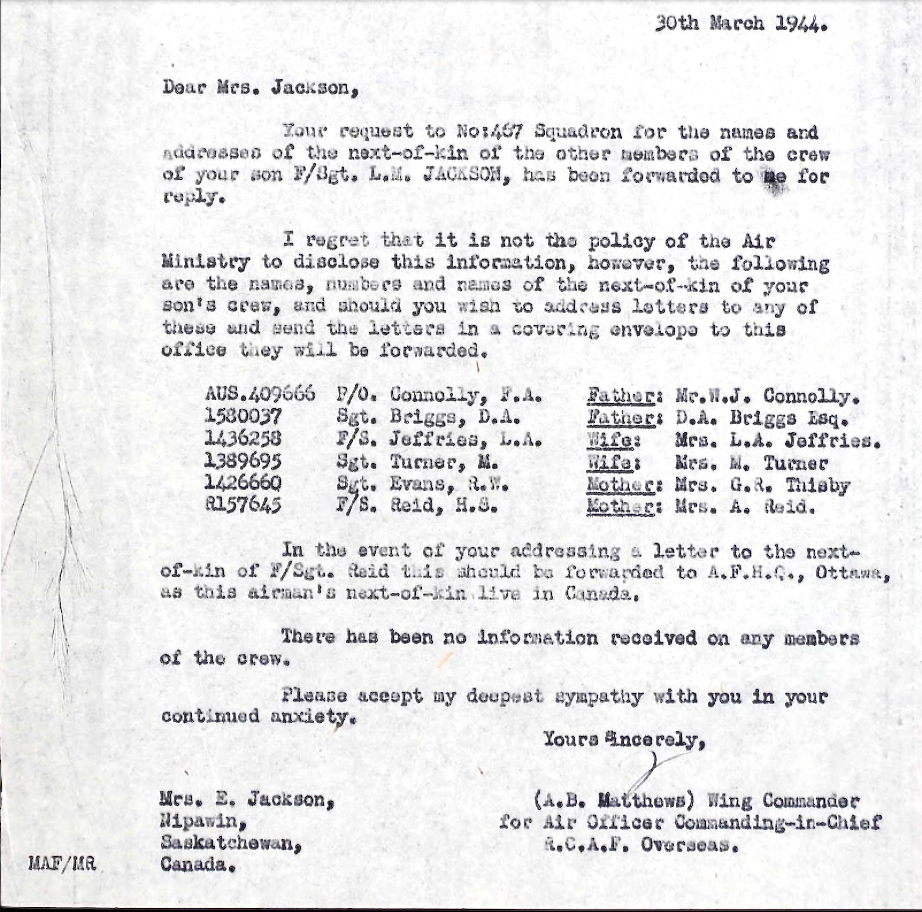 30th March 1944.
Dear Mrs. Jackson,
Your request to No:467 Squadron for the names and
addresses of the next-of-kin of the other members of the crew
of your son F/Sgt. L.M. JACKSON, has been forwarded to me for
reply.
I regret that it is not the policy of the Air
Ministry to disclose this information, however, the following
are the names, numbers and names of the next-of-kin of your
son's crew, and should you wish to address letters to any of
these and send the letters in a covering envelope to this
office they will be forwarded.
AUS.409666 P/O. Connolly, F.A. Father: Mr.W.J. Connolly.
1580037 Sgt. Briggs, D.A. Father: D.A. Briggs Esq.
1436258 F/S. Jeffries, L.A. Wife: Mrs. L.A. Jeffries.
1389695 Sgt. Turner, M. Wife: Mrs. M. Turner
1426660 Sgt. Evans, R.W. Mother: Mrs. G.R. Thisby
R157645 F/S. Reid, H.S. Mother: Mrs. A. Reid.
In the event of your addressing a letter to the next-
of-kin of F/Sgt. Reid this should be forwarded to A.F.H.Q., Ottawa,
as this airman's next-of-kin live in Canada.
There has been no information received on any members
of the crew.
Please accept my deepest sympathy with you in your
continued anxiety.
Yours Sincerely,
Mrs. E. Jackson,
Nipawin,
Saskatchewan,
Canada.
(A.B. Matthews) Wing Commander
for Air Officer Commanding-in-Chief
R.C.A.F. Overseas.
MAF/MR